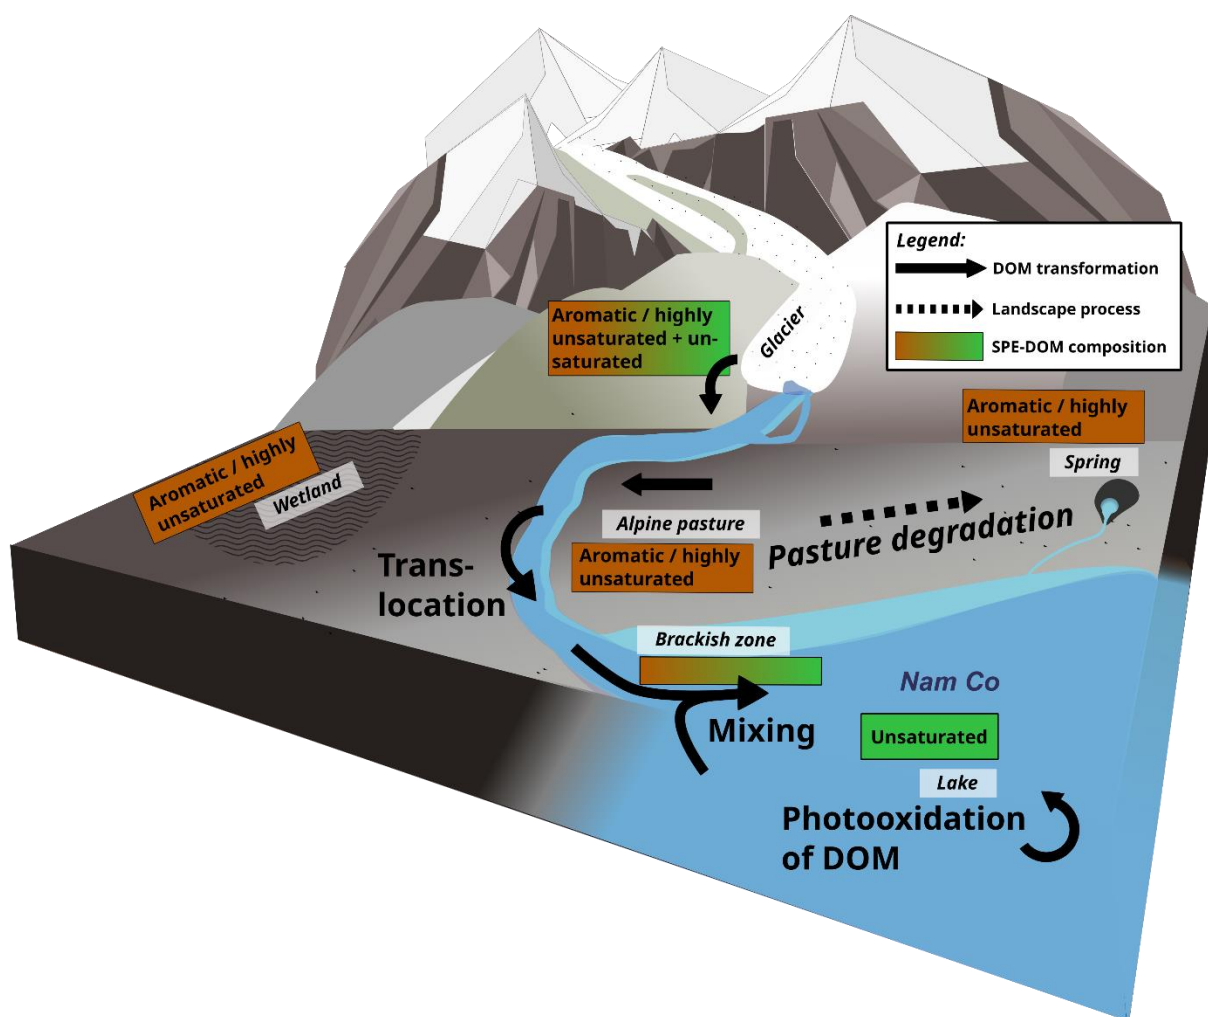 Legend:
DOM transformation
Landscape process
SPE-DOM composition
Aromatic / highly
unsaturated + un-
saturated
Glacier
Aromatic / highly
unsaturated
Spring
Aromatic / highly
unsaturated
Wetland
Alpine pasture
Aromatic / highly
unsaturated
Pasture degradation
Trans-
location
Brackish zone
Mixing
Nam Co
Unsaturated
Lake
Photooxidation
of DOM